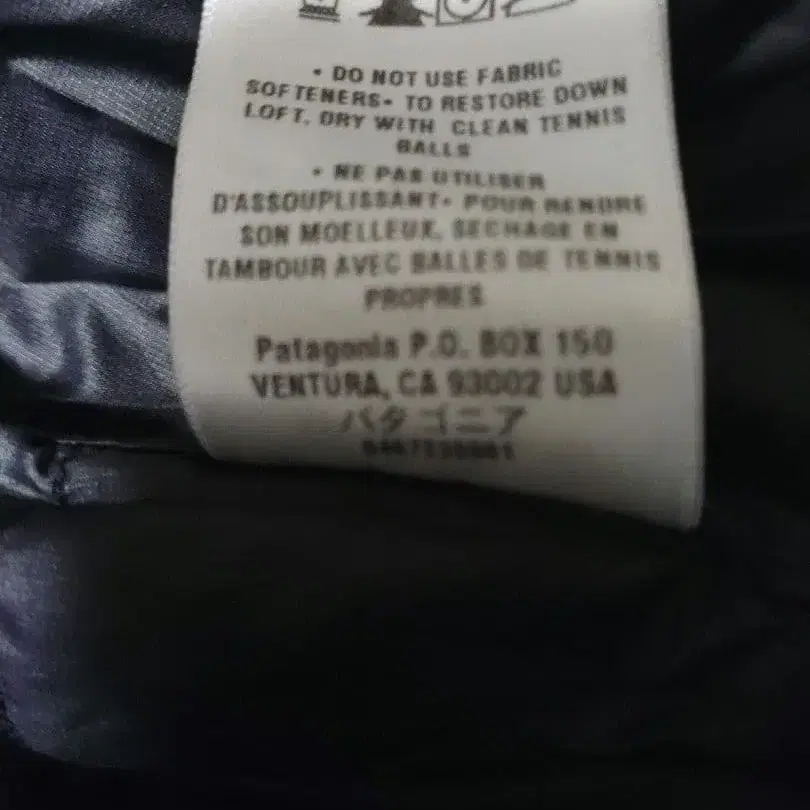 • DO NOT USE FABRIC
SOFTENERS• TO RESTORE DOWN
LOFT, DRY WITH CLEAN TENNIS
BALLS
• NE PAS UTILISER
D'ASSOUPLISSANT• POUR RENDRE
SON MOELLEUX, SECHAGE EN
TAMBOUR AVEC BALLES DE TENNIS
PROPRES
Patagonia P.O. BOX 150
VENTURA, CA 93002 USA
パタゴニア